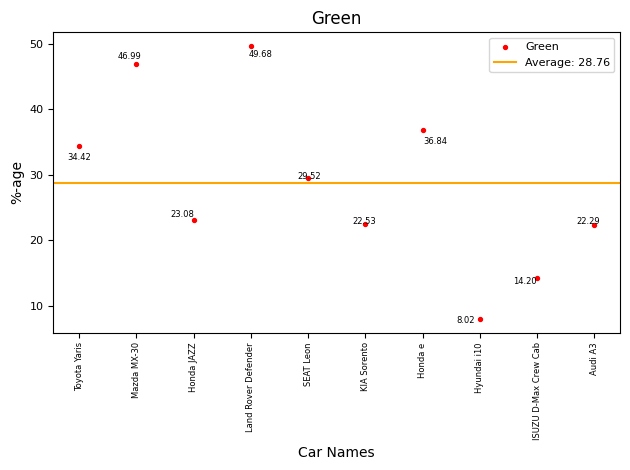 Green
Green
Average: 28.76
%-age
50
40
30
20
10
34.42
46.99
23.08
49.68
29.52
22.53
36.84
8.02
14.20
22.29
Toyota Yaris
Mazda MX-30
Honda JAZZ
Land Rover Defender
SEAT Leon
KIA Sorento
Honda e
Hyundai i10
ISUZU D-Max Crew Cab
Audi A3
Car Names